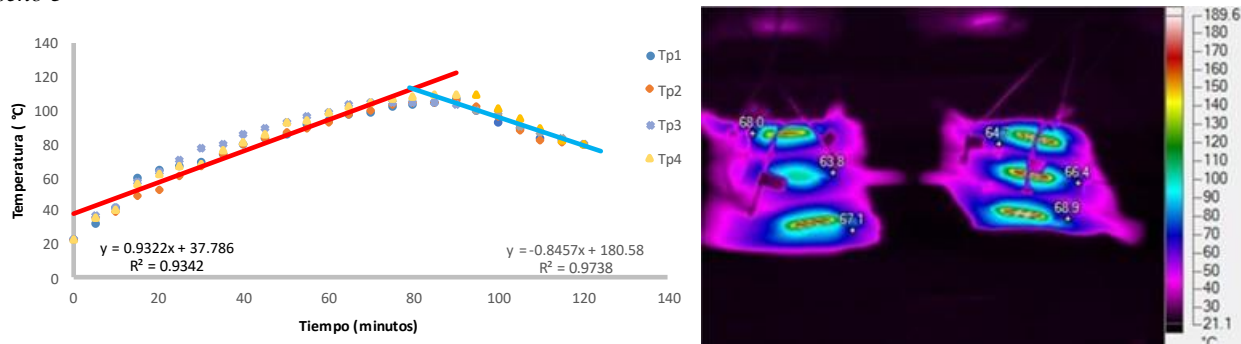 140
120
100
80
60
40
20
0
Temperatura ( °C)
y = 0.9322x + 37.786
R² = 0.9342
y = -0.8457x + 180.58
R² = 0.9738
0 20 40 60 80 100 120 140
Tiempo (minutos)
Tp1
Tp2
Tp3
Tp4
68.0
63.8
67.1
64
66.4
68.9
189.6
180
170
160
150
140
130
120
110
100
90
80
70
60
50
40
30
21.1
°C